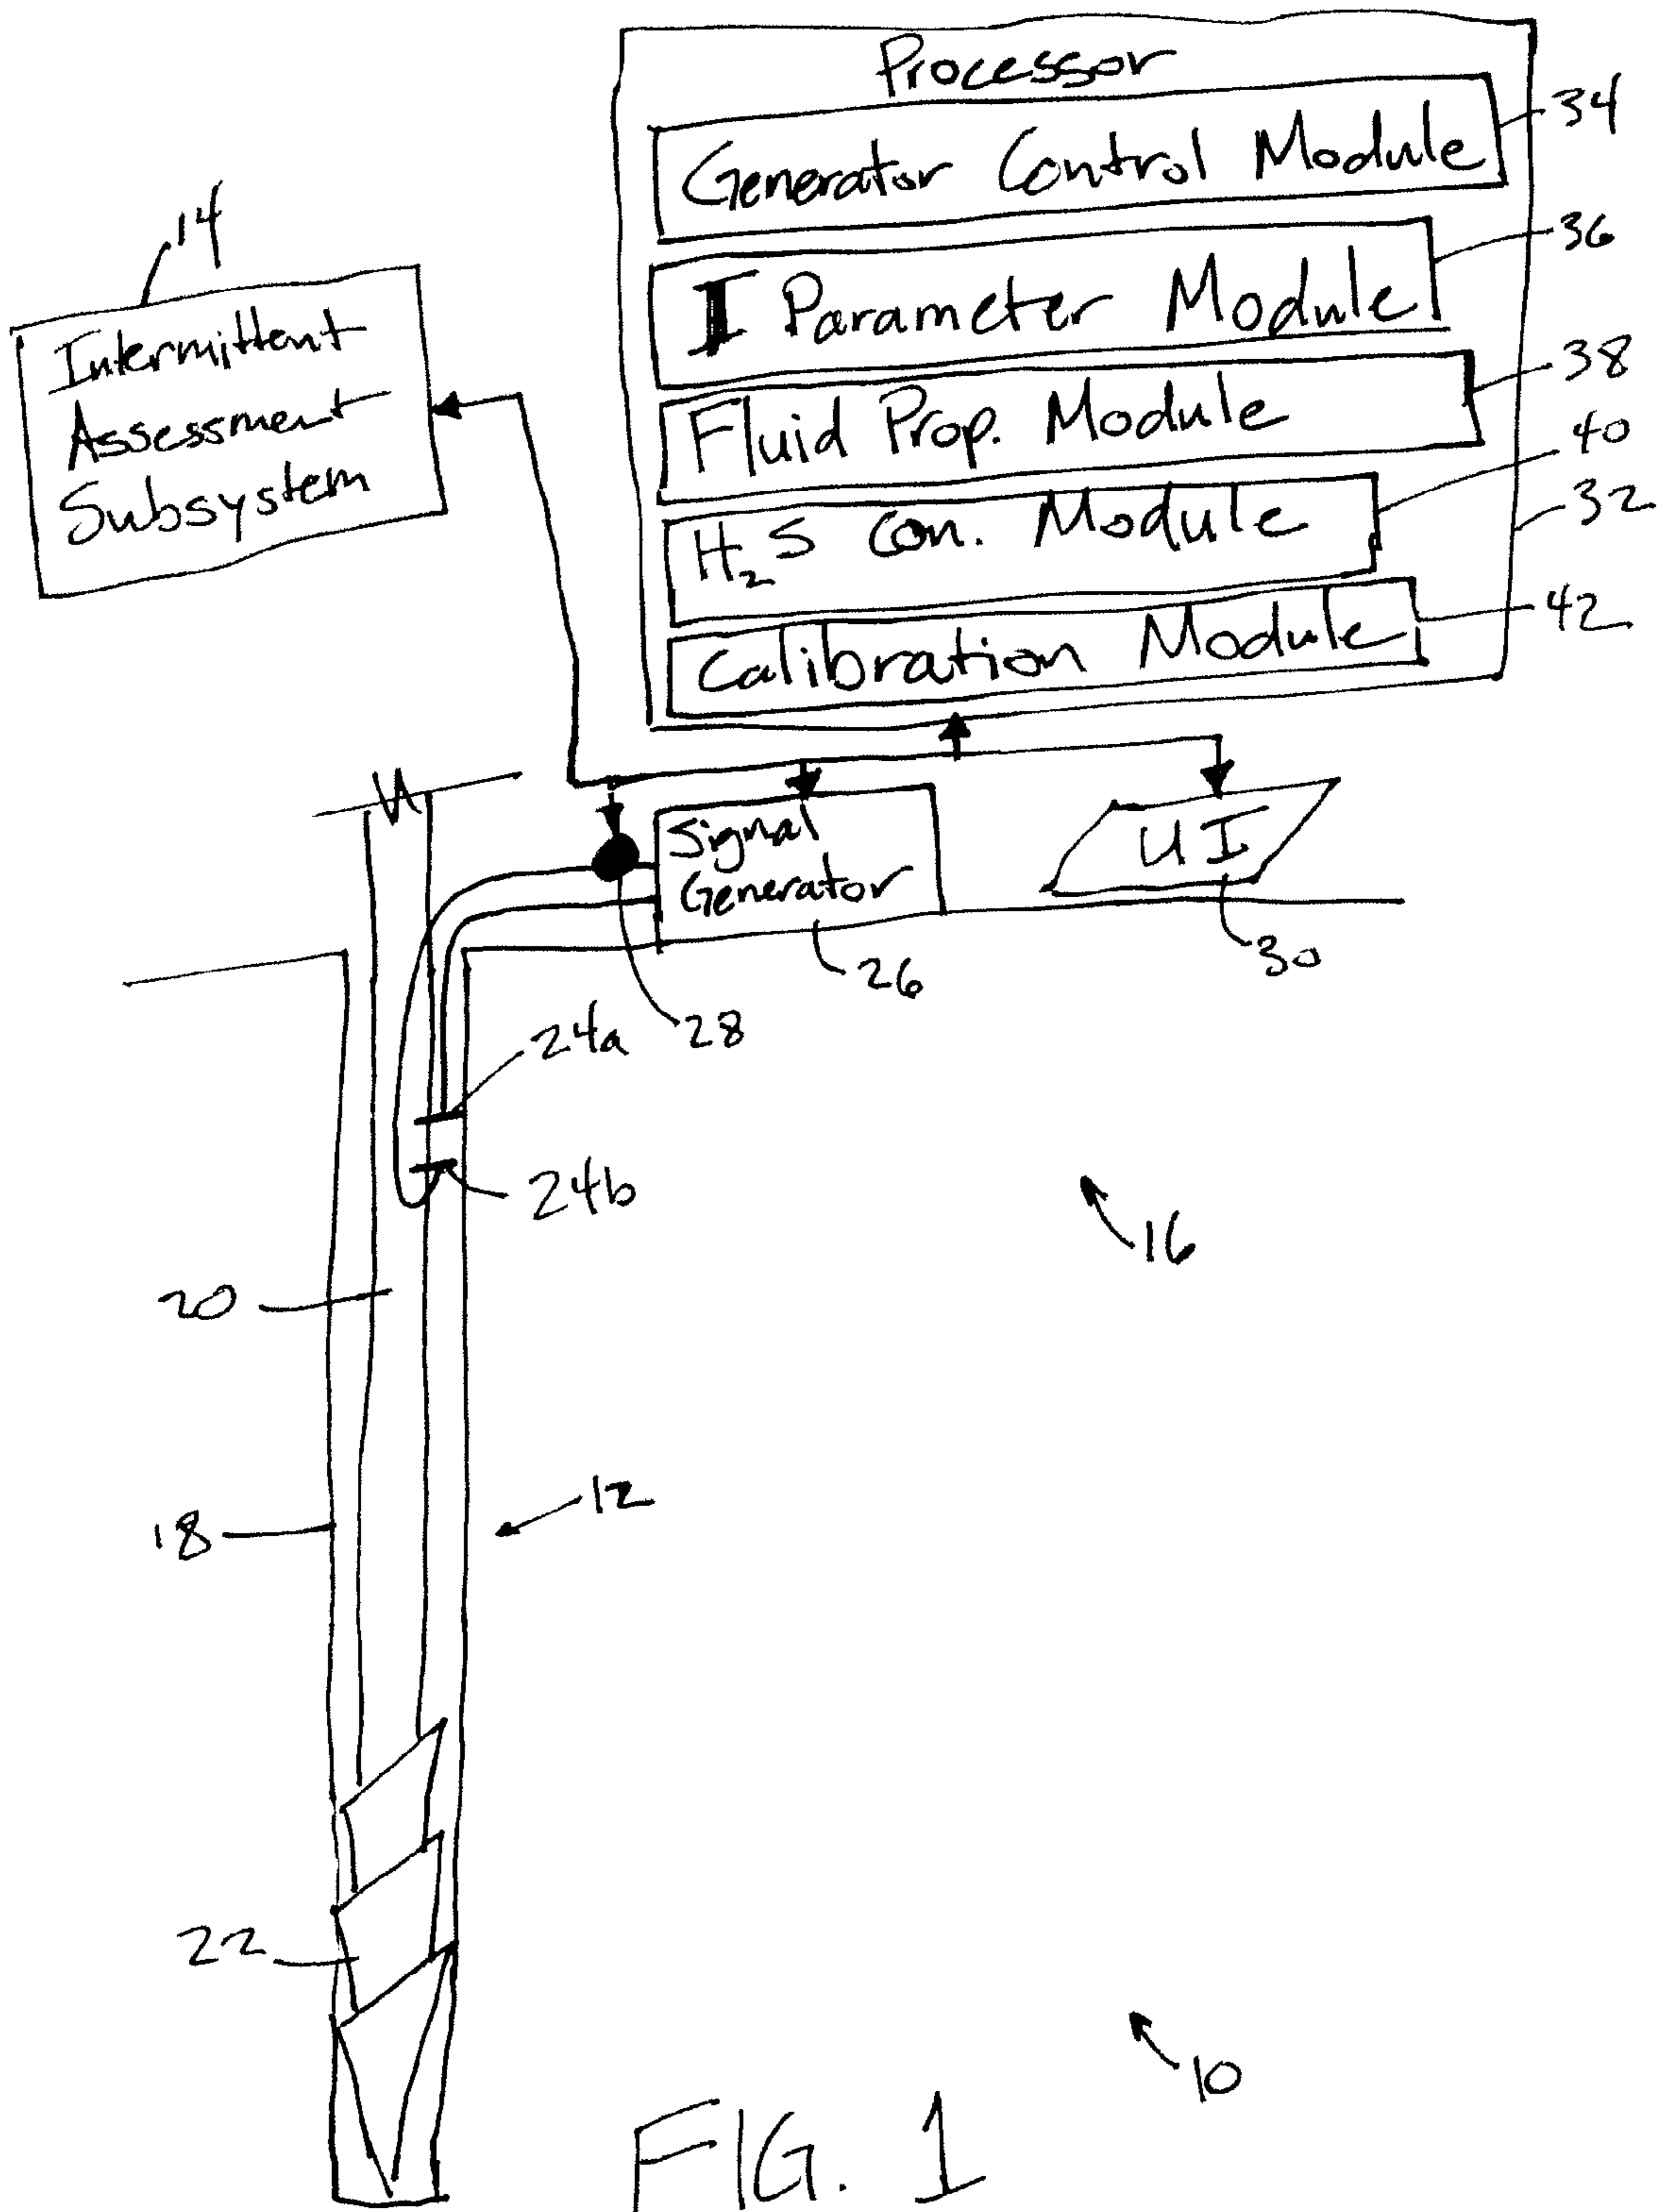 Processor
Generator Control Module
34
I Parameter Module
36
Fluid Prop. Module
38
H₂S Con. Module
40
32
Calibration Module
42
14
Intermittent
Assessment
Subsystem
Signal
Generator
26
UI
30
28
24a
24b
16
20
12
18
22
10
FIG. 1